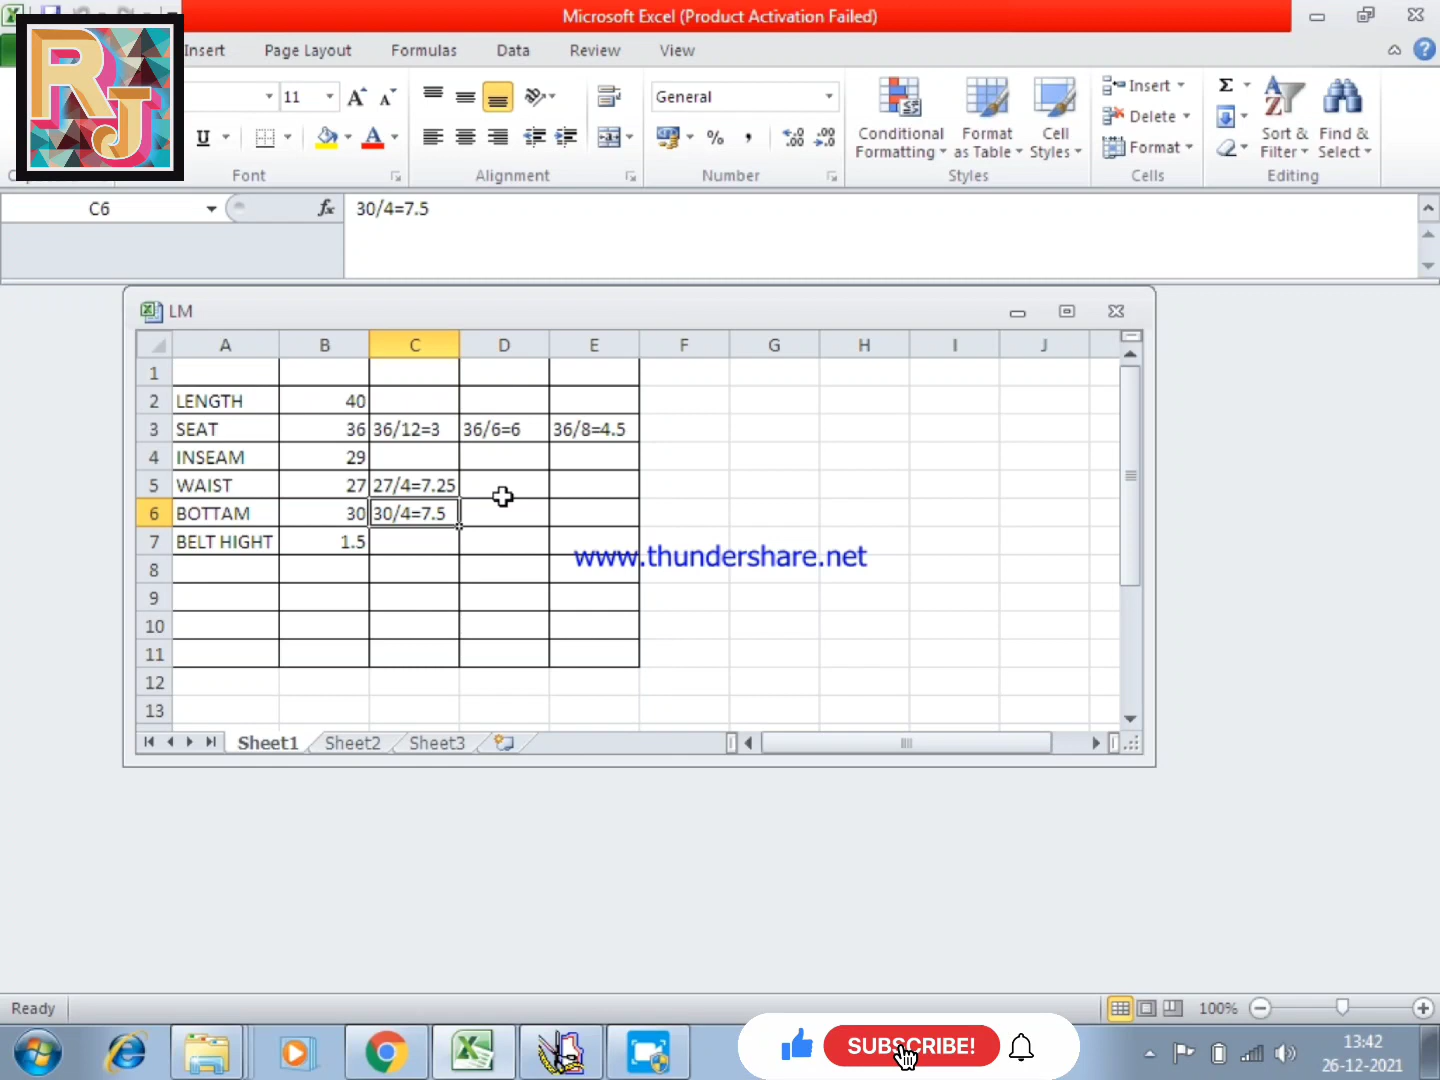 Microsoft Excel (Product Activation Failed)
RJ
Insert Page Layout Formulas Data Review View
11 General
U
Conditional Formatting
Format as Table
Cell Styles
Insert
Delete
Format
Sort & Filter
Find & Select
Font Alignment Number Styles Cells Editing
C6 fx 30/4=7.5
LM
A B C D E F G H I J
1
2 LENGTH 40
3 SEAT 36 36/12=3 36/6=6 36/8=4.5
4 INSEAM 29
5 WAIST 27 27/4=7.25
6 BOTTAM 30 30/4=7.5
7 BELT HIGHT 1.5
www.thundershare.net
8
9
10
11
12
13
Sheet1 Sheet2 Sheet3
Ready 100%
SUBSCRIBE!
13:42
26-12-2021